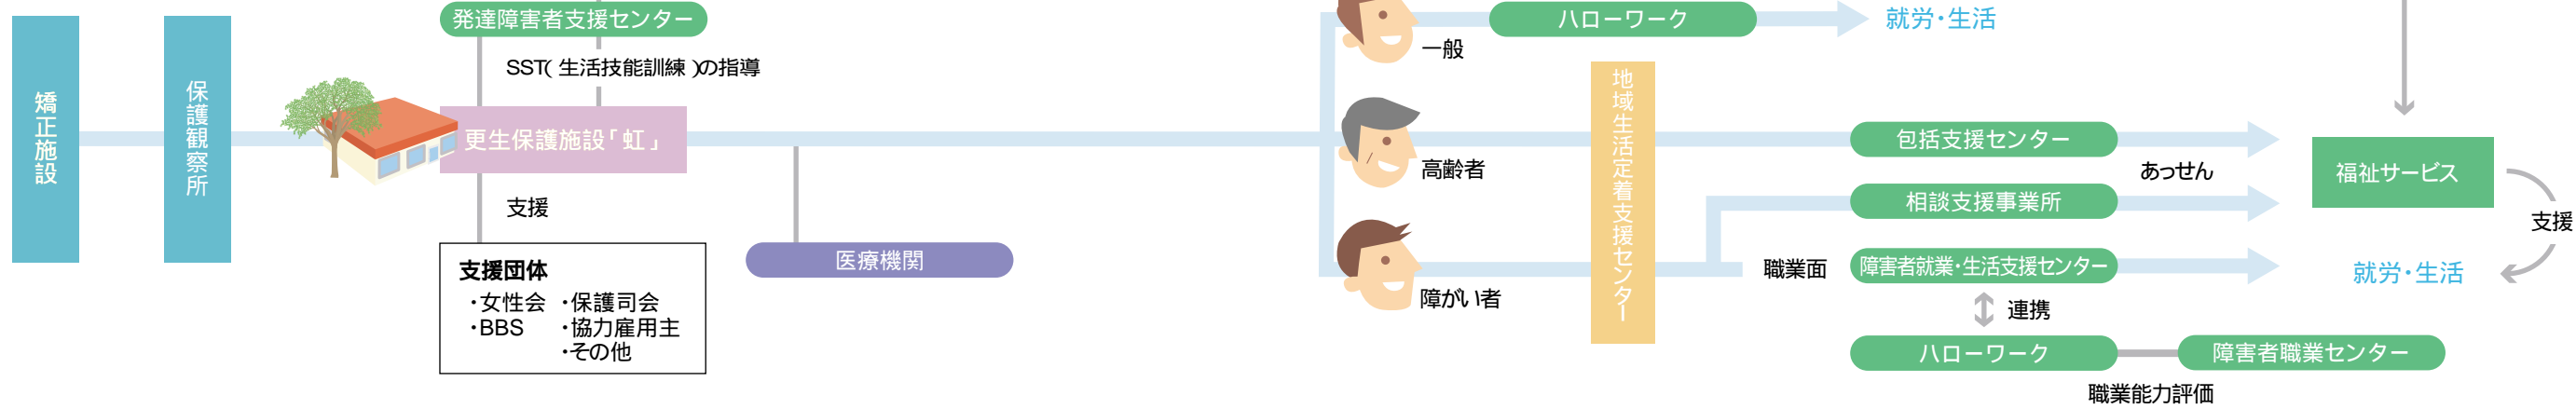 矯正施設
保護観察所
発達障害者支援センター
SST(生活技能訓練)の指導
更生保護施設「虹」
支援
支援団体
・女性会 ・保護司会
・BBS ・協力雇用主
・その他
医療機関
一般
ハローワーク
就労・生活
高齢者
障がい者
地域生活定着支援センター
包括支援センター
あっせん
相談支援事業所
職業面
障害者就業・生活支援センター
連携
ハローワーク
障害者職業センター
職業能力評価
福祉サービス
支援
就労・生活